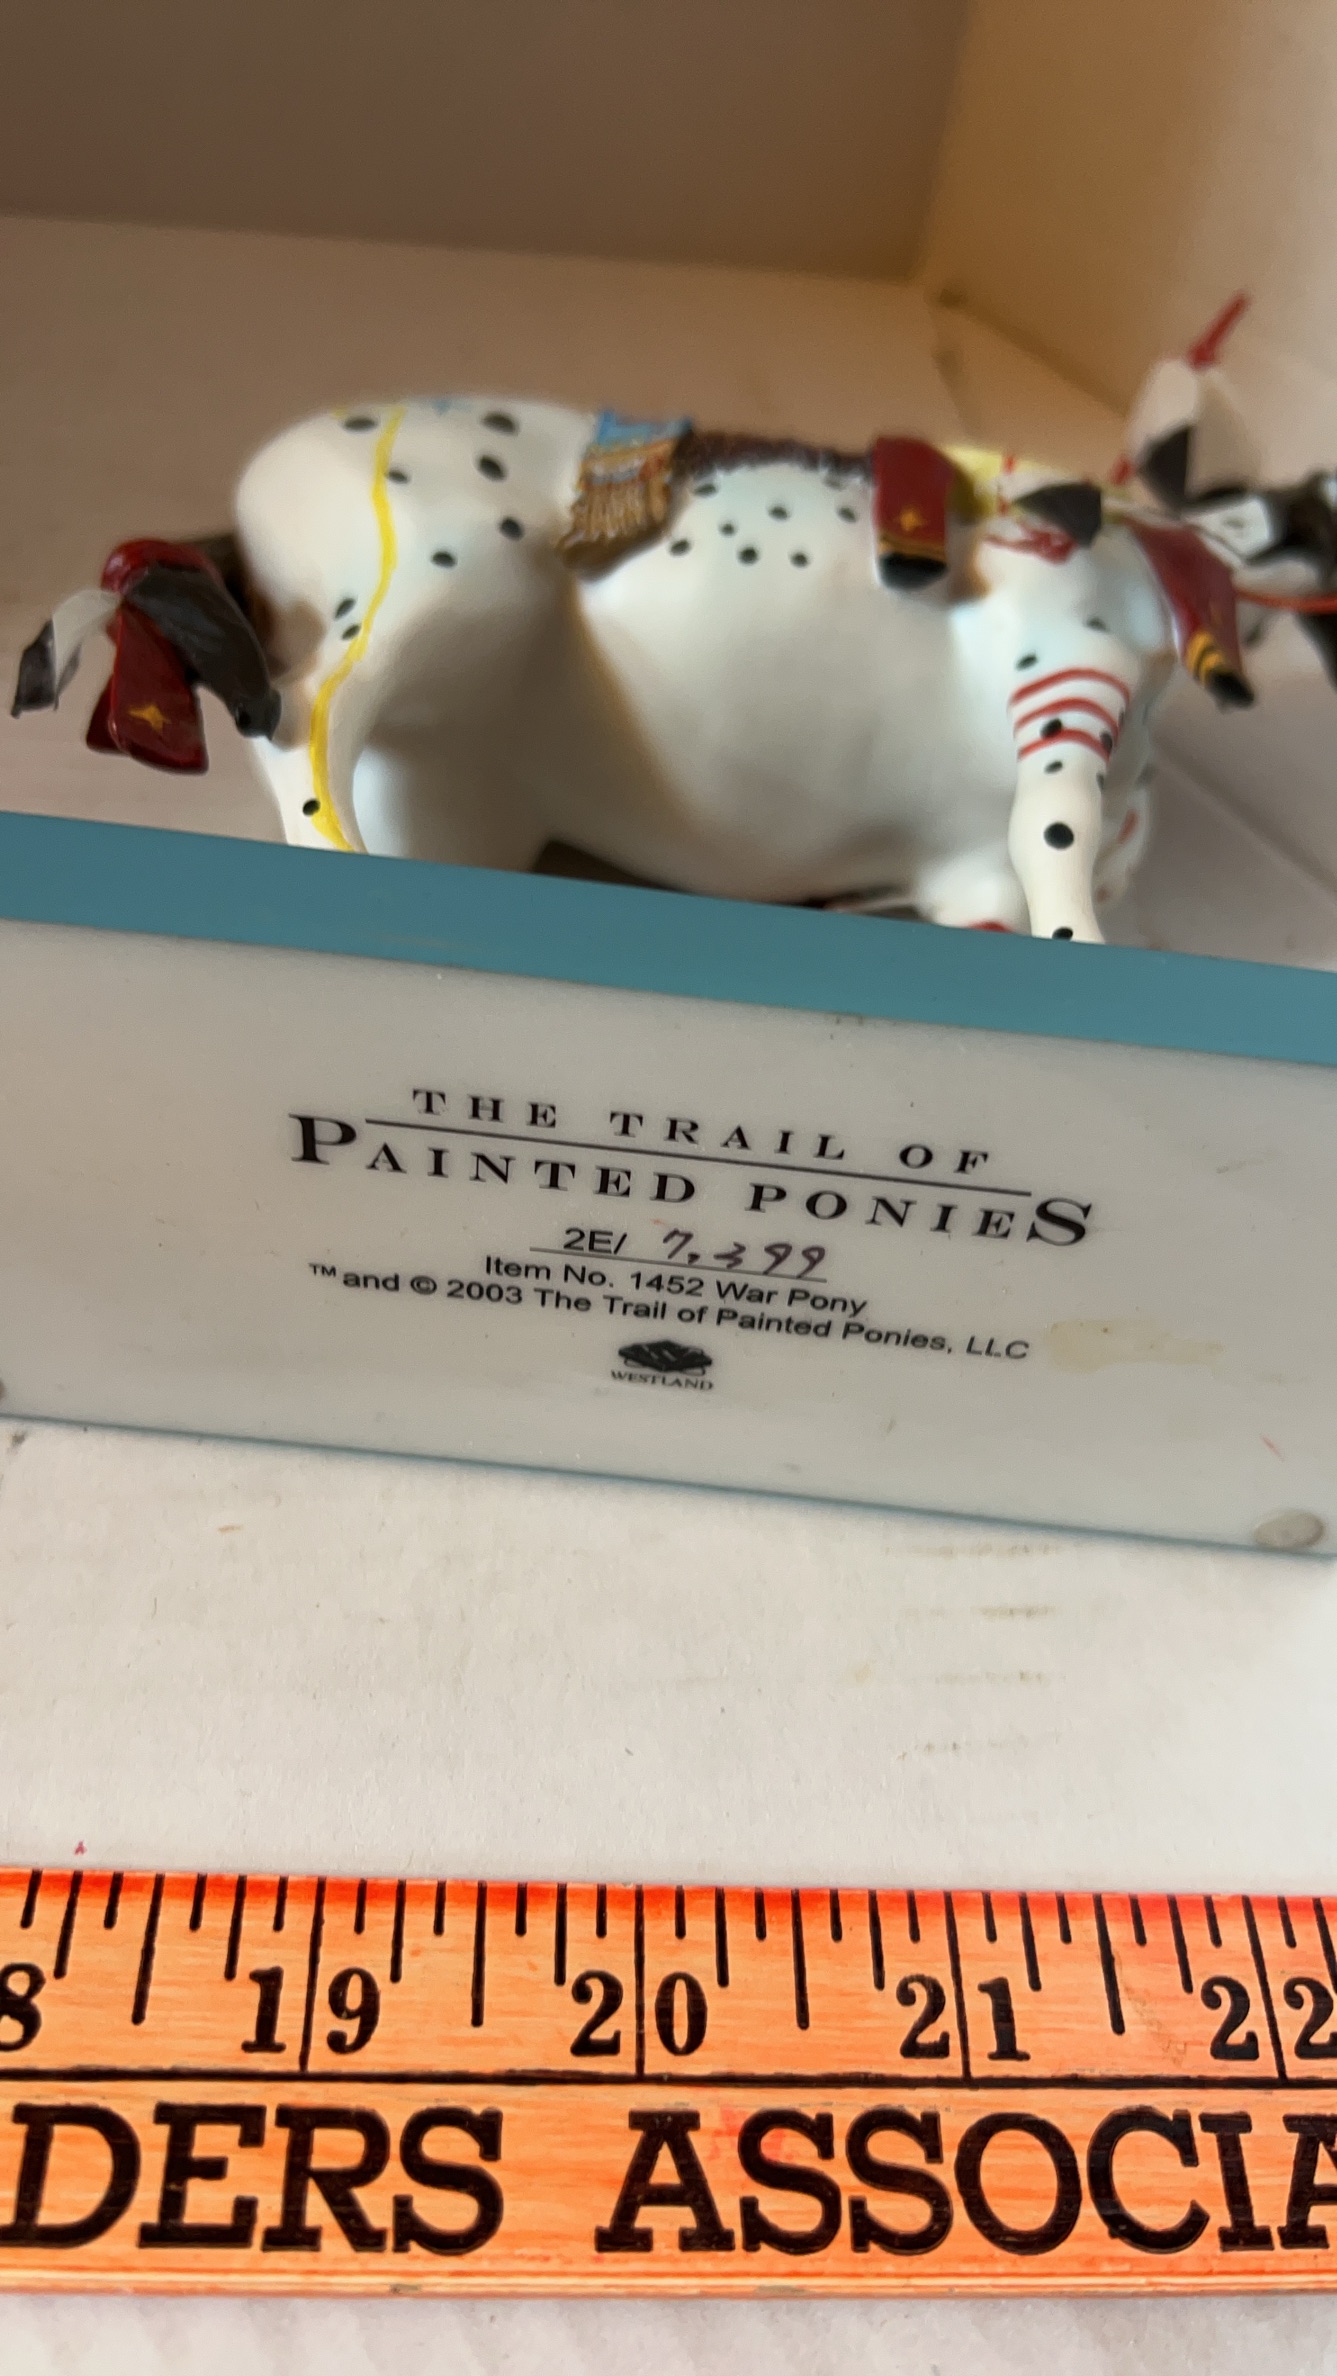 THE TRAIL OF
PAINTED PONIES
2E/ 7,399
Item No. 1452 War Pony
™ and © 2003 The Trail of Painted Ponies, LLC
WESTLAND
8 19 20 21 22
DERS ASSOCIA